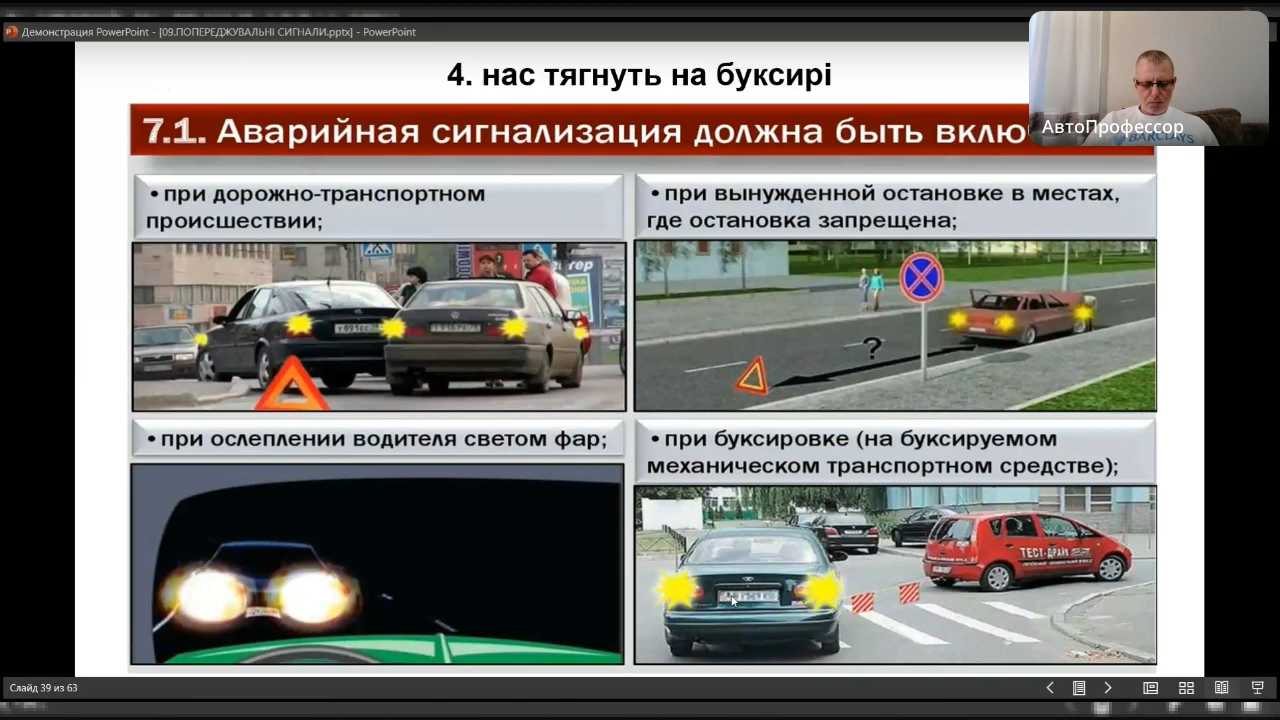 Демонстрация PowerPoint - [09.ПОПЕРЕДЖУВАЛЬНІ СИГНАЛИ.pptx] - PowerPoint
4. нас тягнуть на буксирі
7.1. Аварийная сигнализация должна быть
АвтоПрофессор
BARCLAYS
• при дорожно-транспортном
происшествии;
• при вынужденной остановке в местах,
где остановка запрещена;
?
• при ослеплении водителя светом фар;
• при буксировке (на буксируемом
механическом транспортном средстве);
ТЕСТ-ДРАЙВ
Слайд 39 из 63